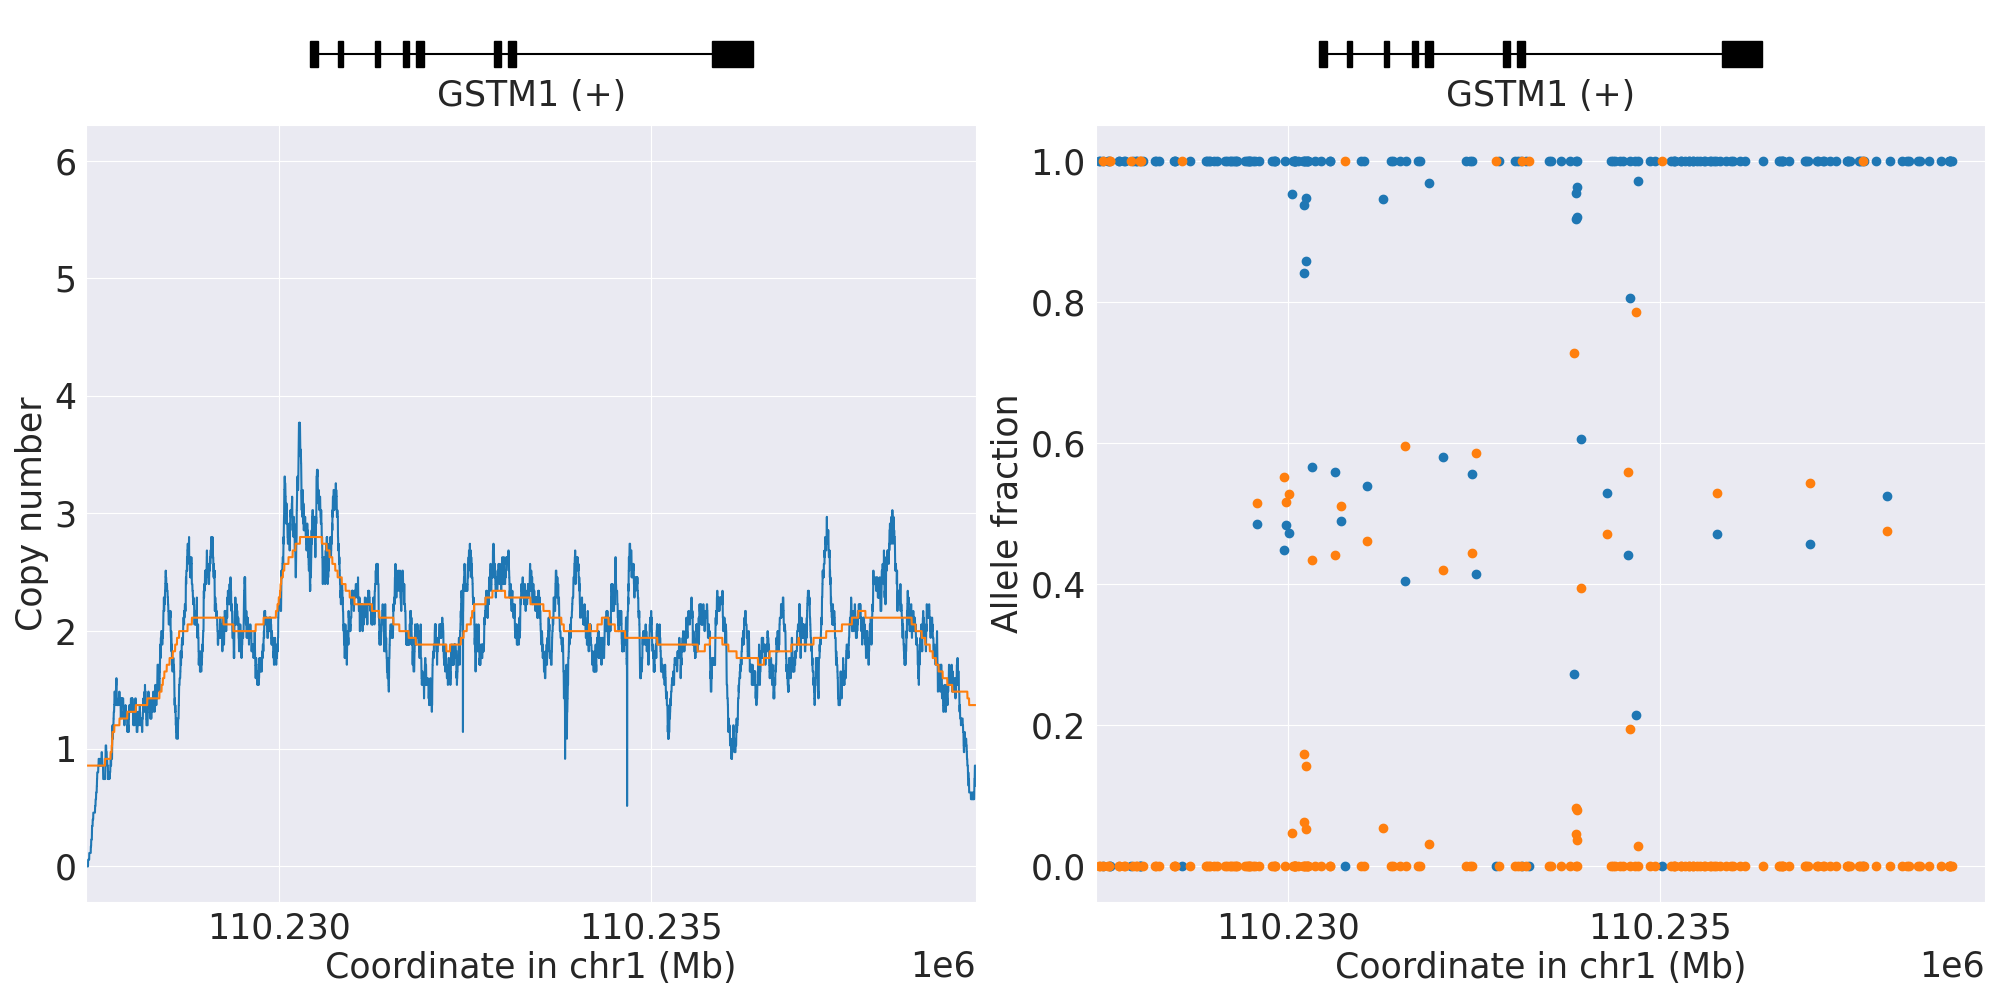 GSTM1 (+)
GSTM1 (+)
Copy number
6
5
4
3
2
1
0
110.230
110.235
Coordinate in chr1 (Mb)
1e6
Allele fraction
1.0
0.8
0.6
0.4
0.2
0.0
110.230
110.235
Coordinate in chr1 (Mb)
1e6